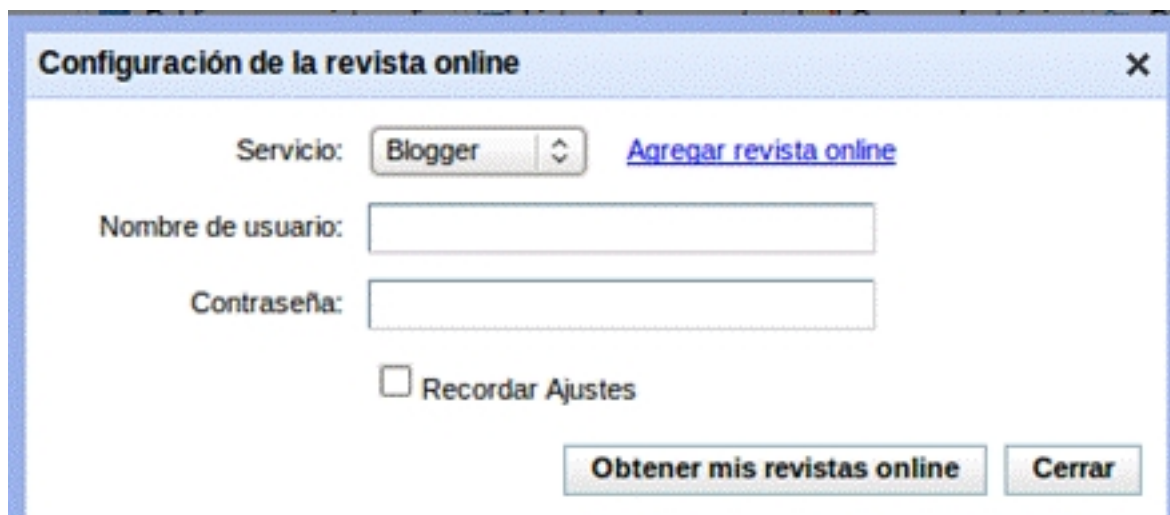 Configuración de la revista online
Servicio: Blogger Agregar revista online
Nombre de usuario:
Contraseña:
Recordar Ajustes
Obtener mis revistas online Cerrar